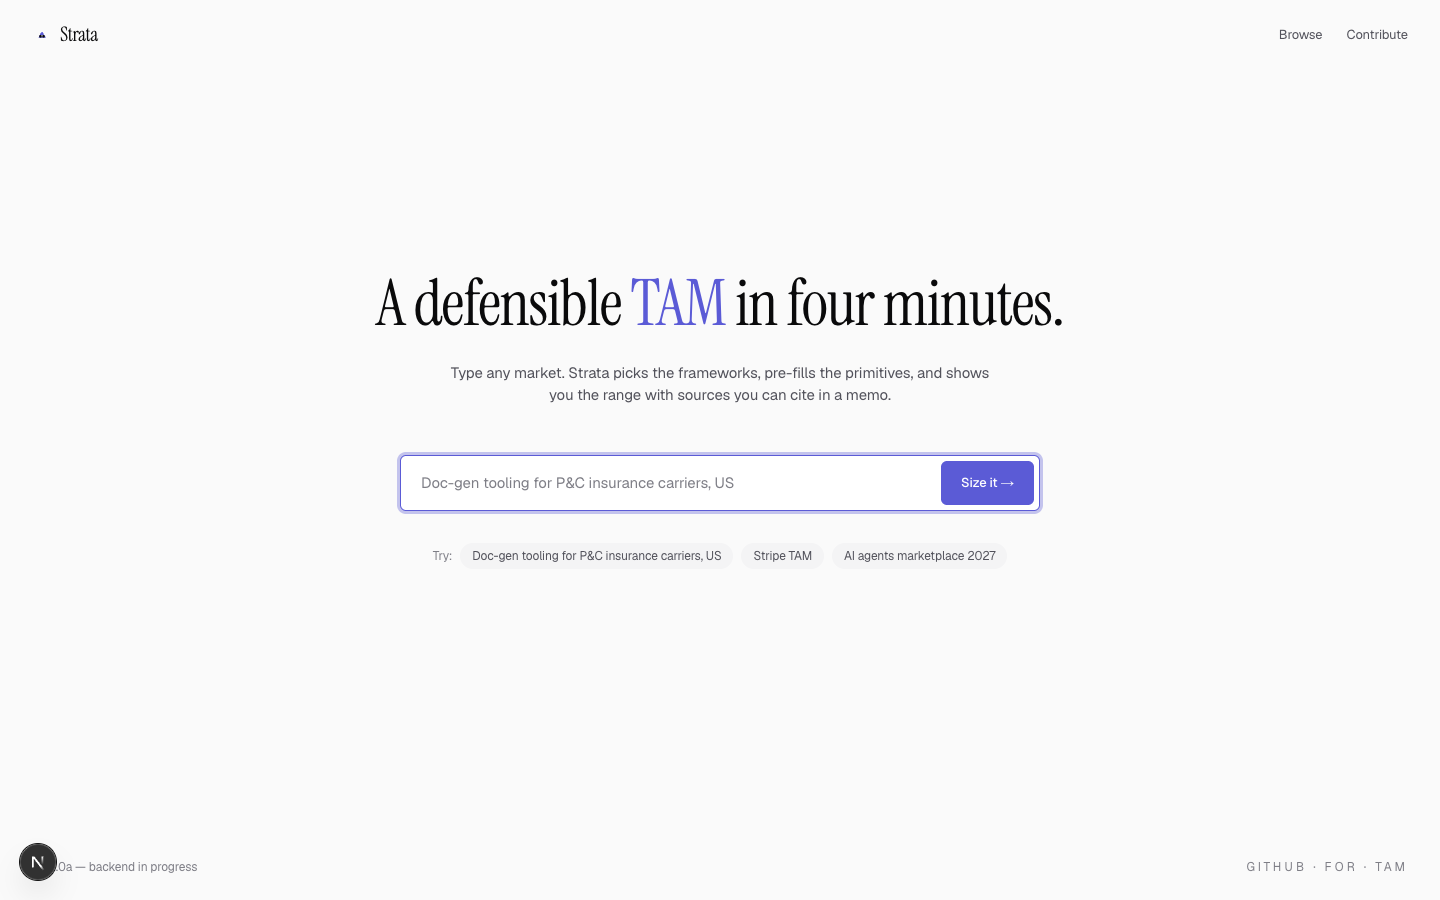 Strata
Browse
Contribute
A defensible TAM in four minutes.
Type any market. Strata picks the frameworks, pre-fills the primitives, and shows
you the range with sources you can cite in a memo.
Doc-gen tooling for P&C insurance carriers, US
Size it →
Try:
Doc-gen tooling for P&C insurance carriers, US
Stripe TAM
AI agents marketplace 2027
N
0a — backend in progress
GITHUB · FOR · TAM